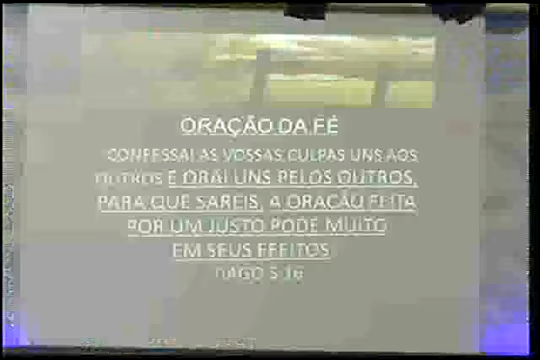 ORAÇÃO DA FÉ
CONFESSAI AS VOSSAS CULPAS UNS AOS
OUTROS E ORAI UNS PELOS OUTROS,
PARA QUE SAREIS, A ORAÇÃO FEITA
POR UM JUSTO PODE MUITO
EM SEUS EFEITOS
TIAGO 5 16